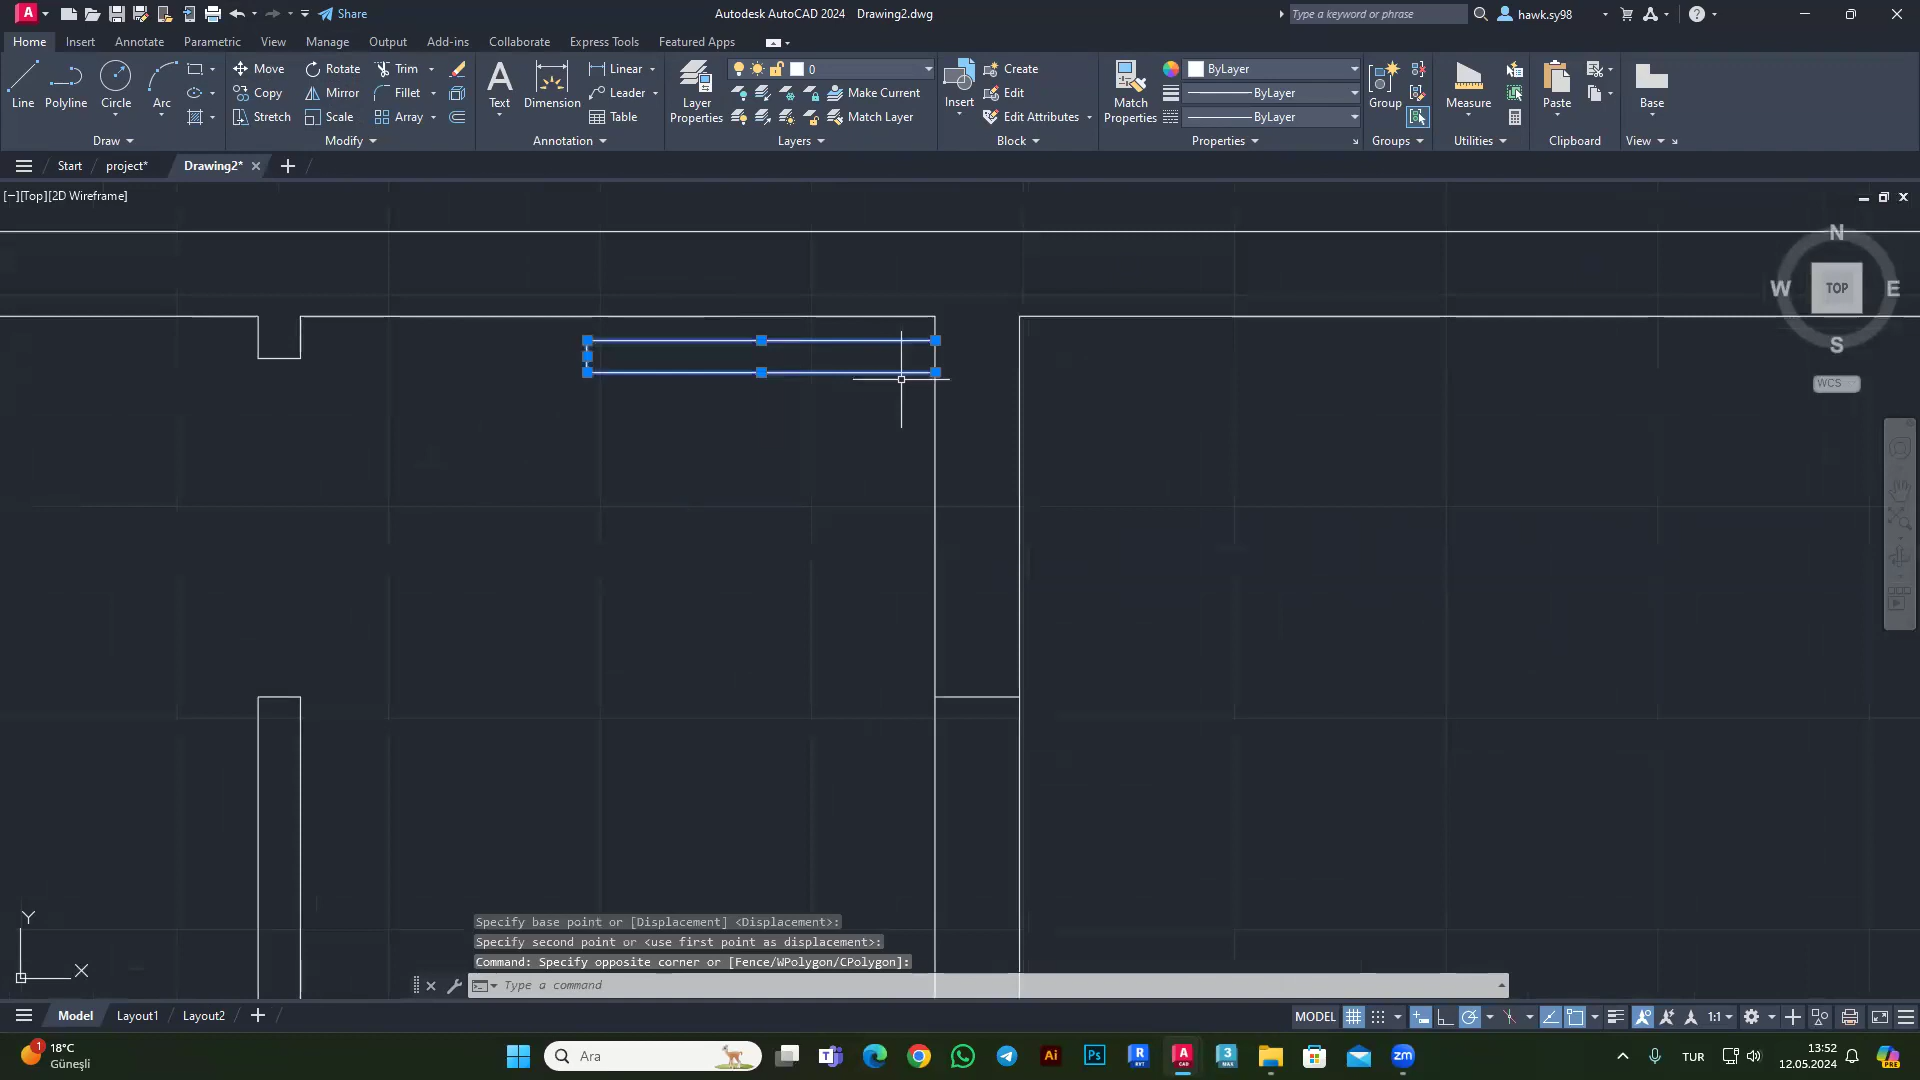 Share
Autodesk AutoCAD 2024 Drawing2.dwg
Type a keyword or phrase
hawk.sy98
Home Insert Annotate Parametric View Manage Output Add-ins Collaborate Express Tools Featured Apps
Line Polyline Circle Arc
Move Rotate Trim
Copy Mirror Fillet
Stretch Scale Array
Text Dimension
Linear
Leader
Table
Layer
Properties
0
Make Current
Match Layer
Insert
Create
Edit
Edit Attributes
Match
Properties
ByLayer
ByLayer
ByLayer
Group
Measure
Paste
Base
Draw Modify Annotation Layers Block Properties Groups Utilities Clipboard View
Start project* Drawing2*
[−][Top][2D Wireframe]
N
W TOP E
S
WCS
Y
X
Specify base point or [Displacement] <Displacement>:
Specify second point or <use first point as displacement>:
Command: Specify opposite corner or [Fence/WPolygon/CPolygon]:
Type a command
Model Layout1 Layout2
MODEL 1:1
1
18°C
Güneşli
Ara
TUR
13:52
12.05.2024